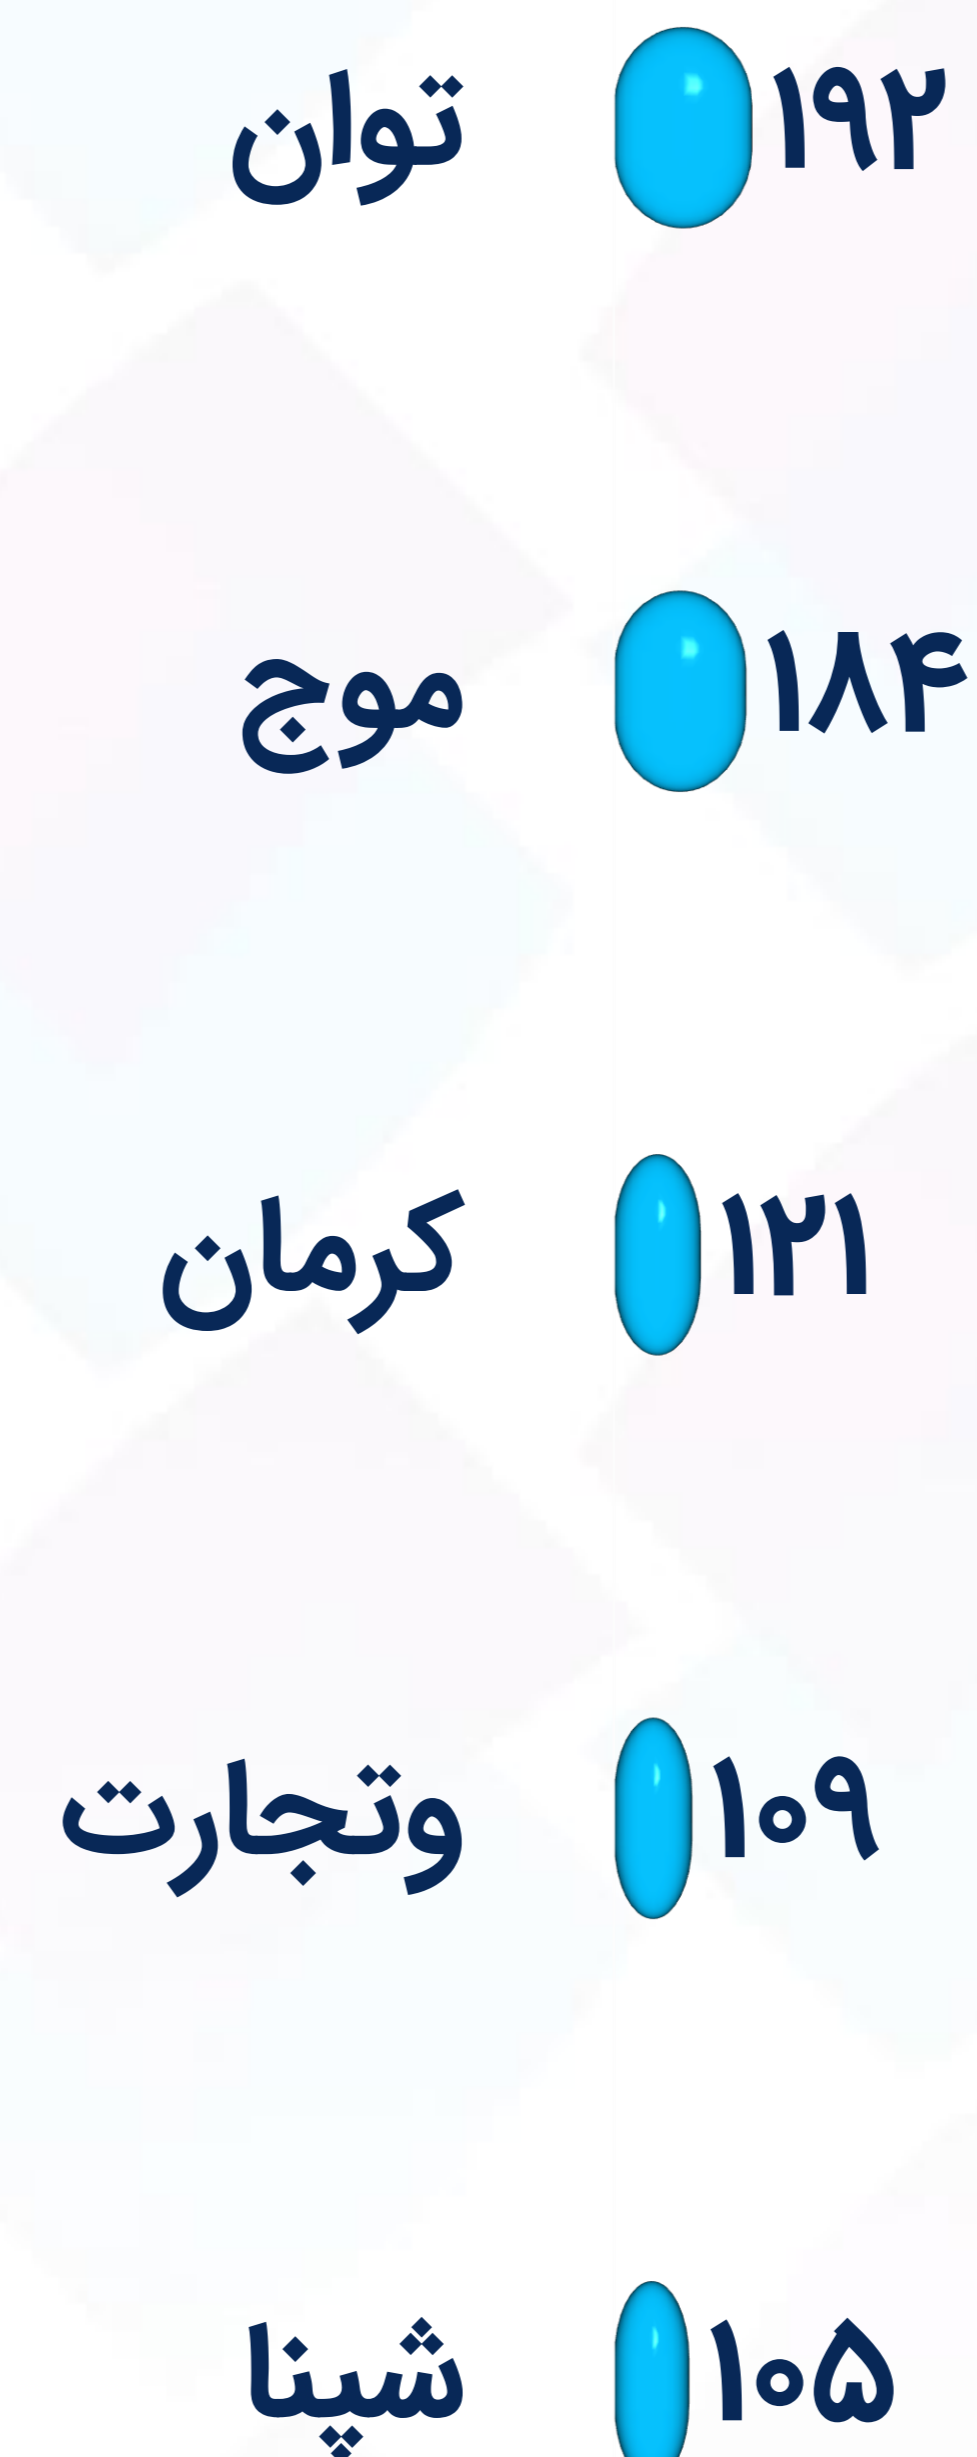 توان ۱۹۲
موج ۱۸۴
کرمان ۱۲۱
وتجارت ۱۰۹
شپنا ۱۰۵